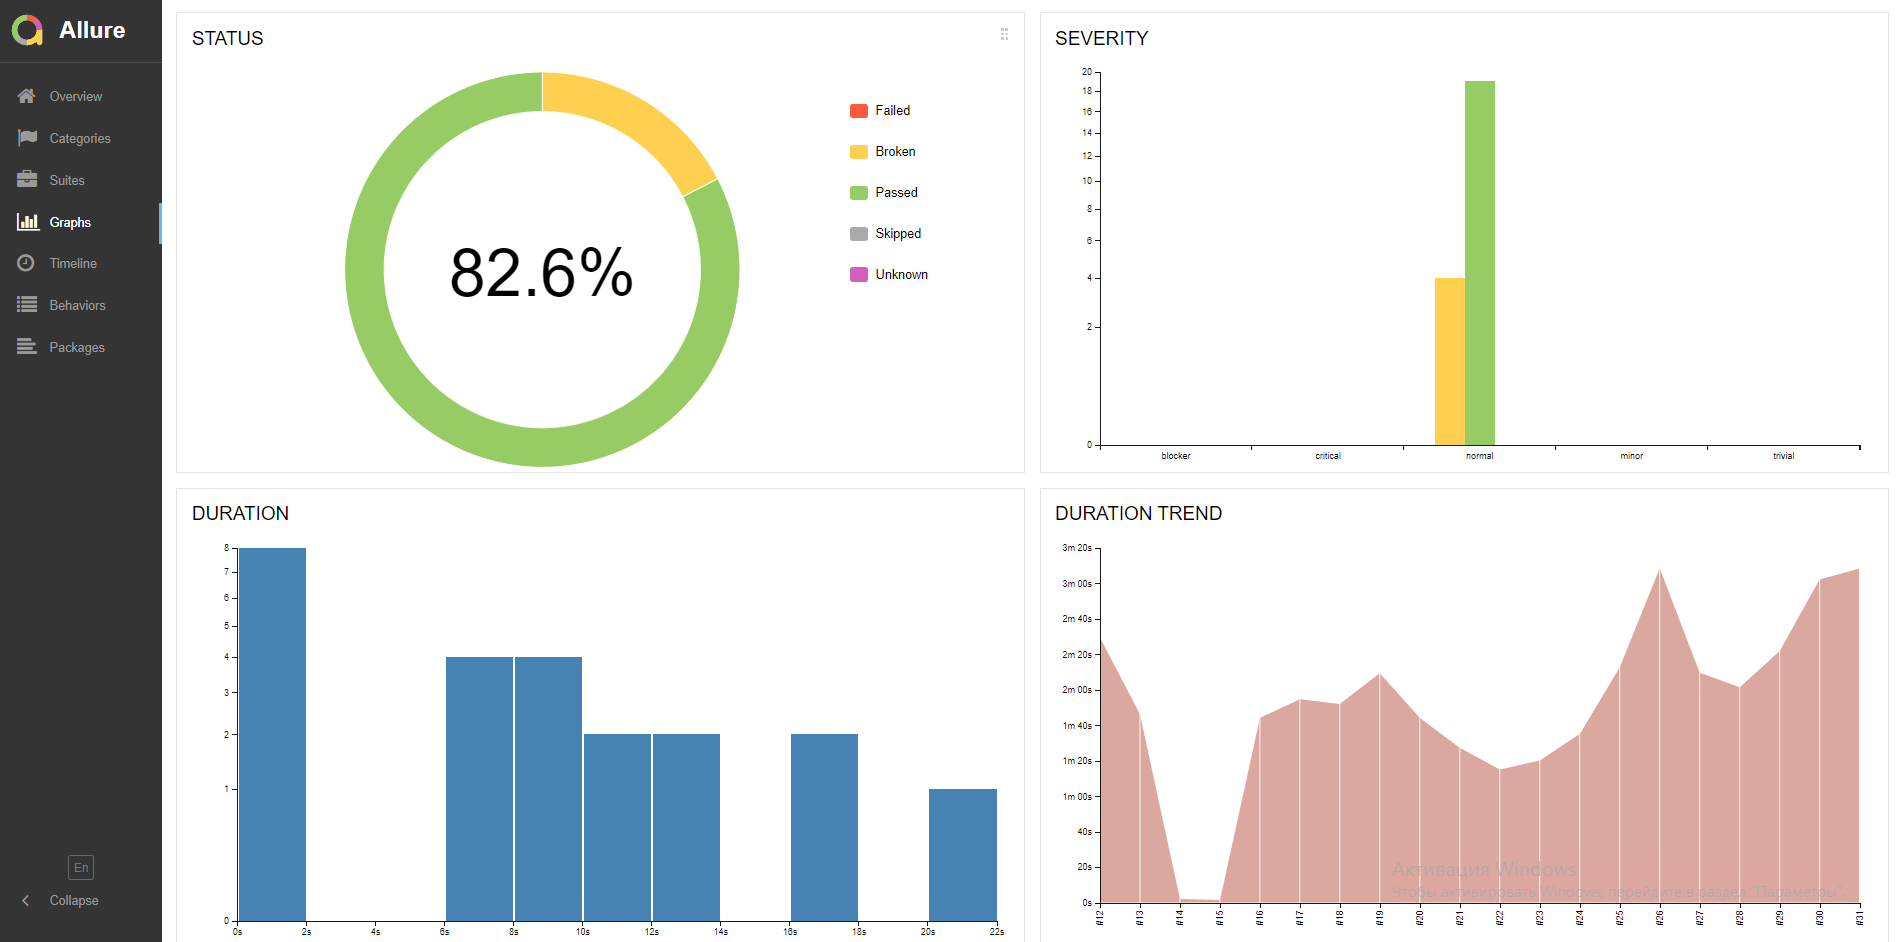 Allure
Overview
Categories
Suites
Graphs
Timeline
Behaviors
Packages
En
Collapse
STATUS
82.6%
Failed
Broken
Passed
Skipped
Unknown
SEVERITY
20
18
16
14
12
10
8
6
4
2
0
blocker critical normal minor trivial
DURATION
8
7
6
5
4
3
2
1
0
0s 2s 4s 6s 8s 10s 12s 14s 16s 18s 20s 22s
DURATION TREND
3m 20s
3m 00s
2m 40s
2m 20s
2m 00s
1m 40s
1m 20s
1m 00s
40s
20s
0s
#12 #13 #14 #15 #16 #17 #18 #19 #20 #21 #22 #23 #24 #25 #26 #27 #28 #29 #30 #31
Активация Windows
Чтобы активировать Windows, перейдите в раздел "Параметры".